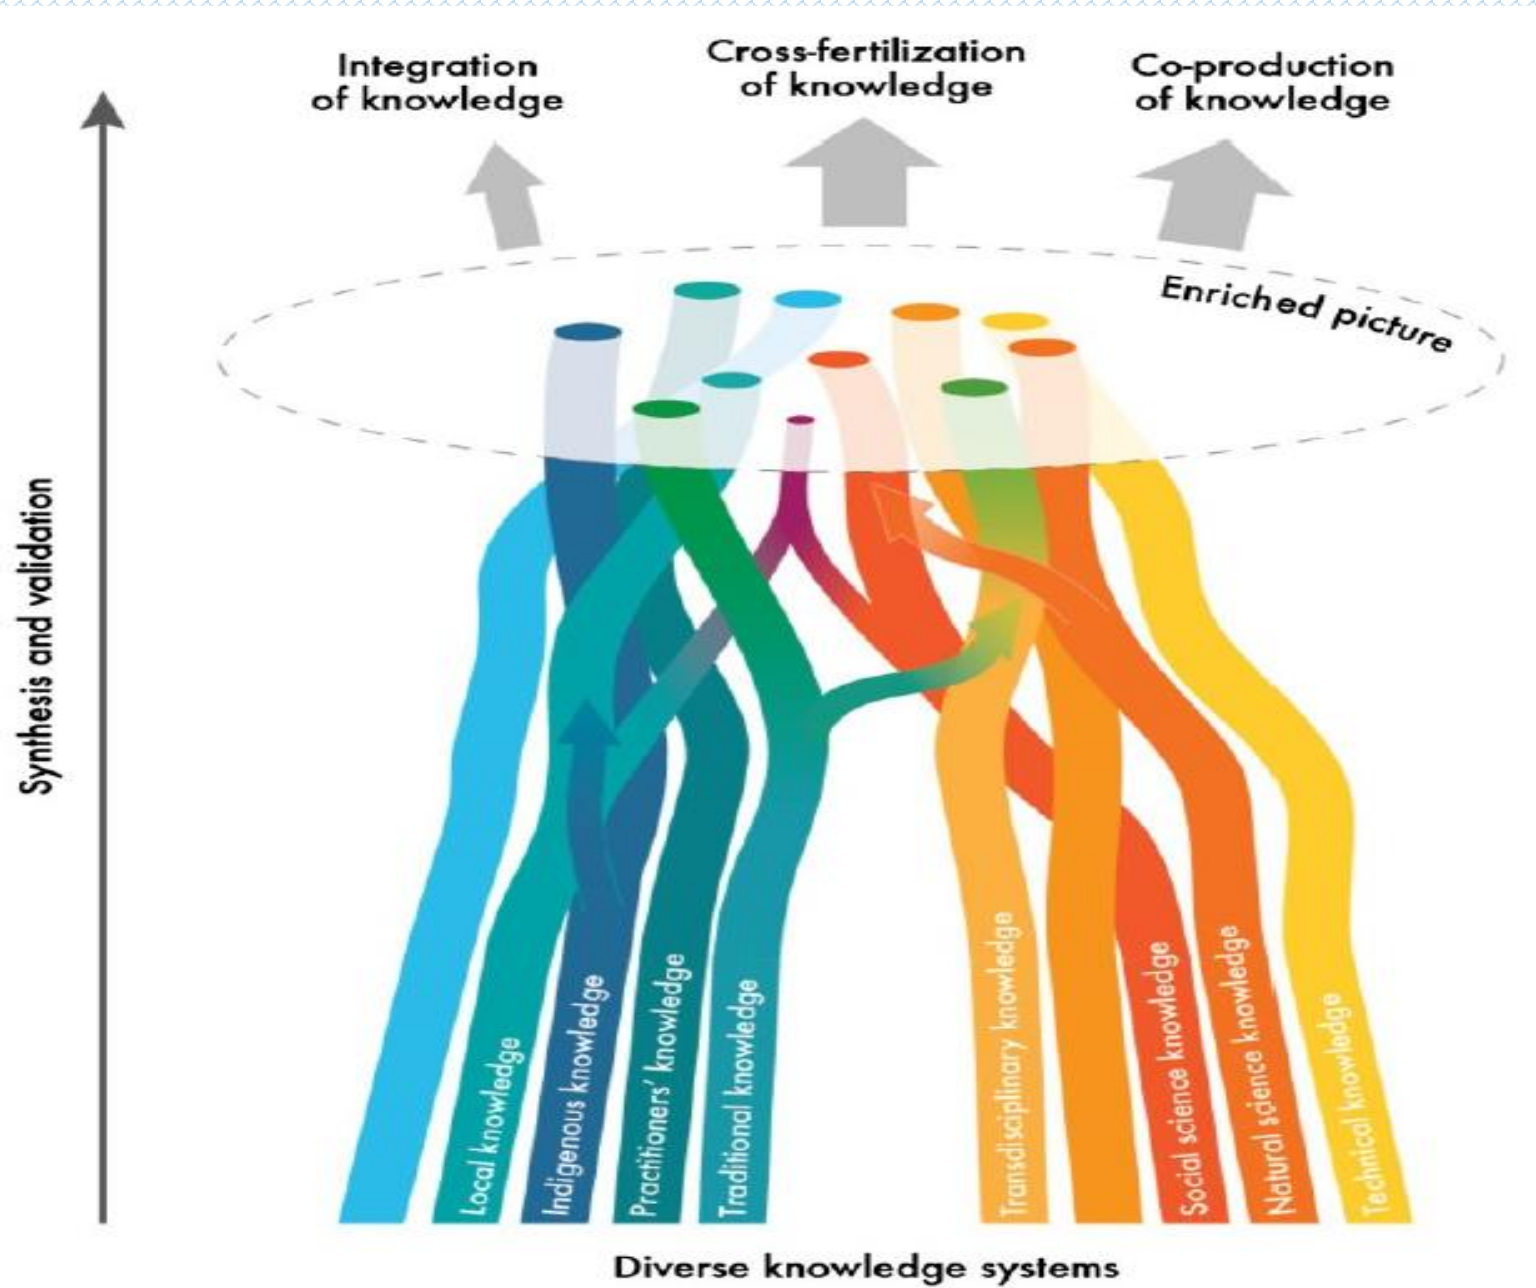 Integration
of knowledge
Cross-fertilization
of knowledge
Co-production
of knowledge
Enriched picture
Synthesis and validation
Local knowledge
Indigenous knowledge
Practitioners' knowledge
Traditional knowledge
Transdisciplinary knowledge
Social science knowledge
Natural science knowledge
Technical knowledge
Diverse knowledge systems